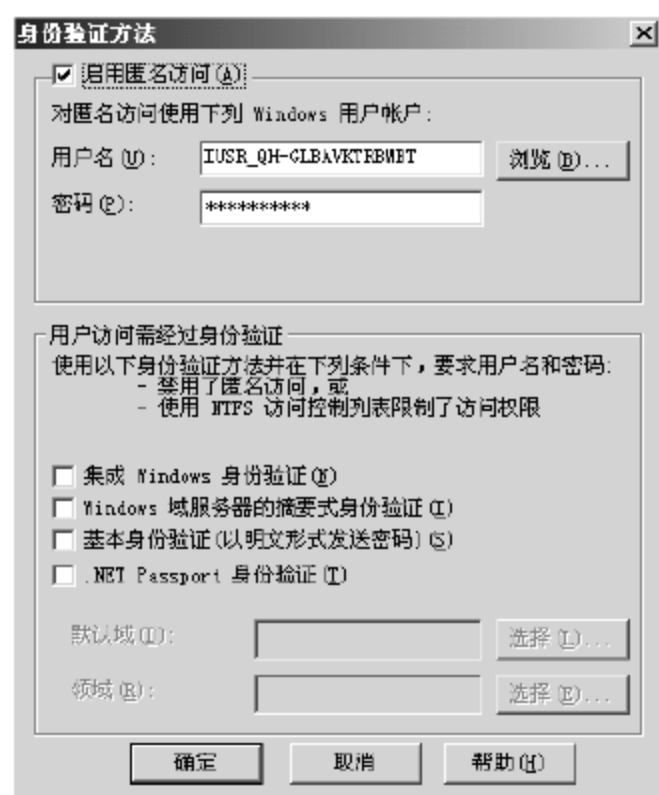 身份验证方法
启用匿名访问(A)
对匿名访问使用下列 Windows 用户帐户:
用户名(U): IUSR_QH-GLBAVKTRBWBT 浏览(B)...
密码(P): **********
用户访问需经过身份验证
使用以下身份验证方法并在下列条件下，要求用户名和密码:
- 禁用了匿名访问，或
- 使用 NTFS 访问控制列表限制了访问权限
集成 Windows 身份验证(N)
Windows 域服务器的摘要式身份验证(I)
基本身份验证(以明文形式发送密码)(S)
.NET Passport 身份验证(T)
默认域(D): 选择(L)...
领域(R): 选择(E)...
确定 取消 帮助(H)